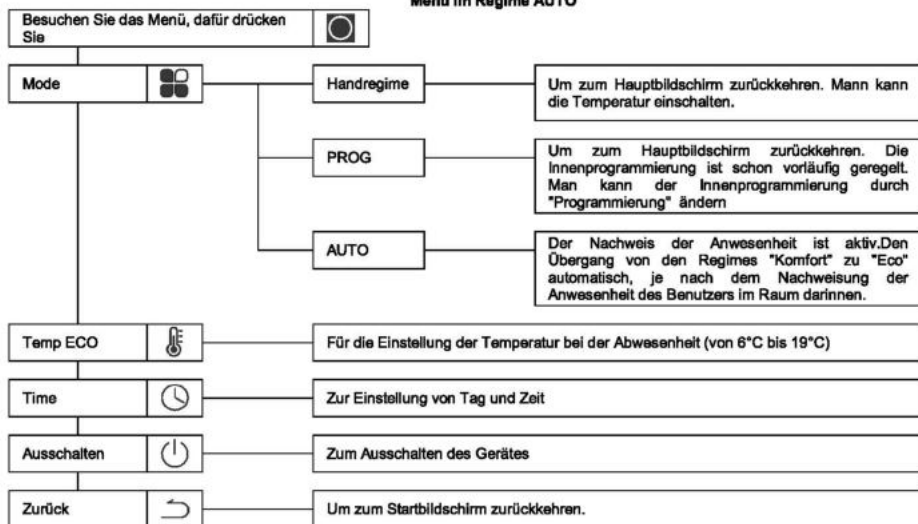 Menü im Regime AUTO
Besuchen Sie das Menü, dafür drücken
Sie
Mode
Handregime
Um zum Hauptbildschirm zurückkehren. Mann kann
die Temperatur einschalten.
PROG
Um zum Hauptbildschirm zurückkehren. Die
Innenprogrammierung ist schon vorläufig geregelt.
Man kann der Innenprogrammierung durch
"Programmierung" ändern
AUTO
Der Nachweis der Anwesenheit ist aktiv.Den
Übergang von den Regimes "Komfort" zu "Eco"
automatisch, je nach dem Nachweisung der
Anwesenheit des Benutzers im Raum darinnen.
Temp ECO
Für die Einstellung der Temperatur bei der Abwesenheit (von 6°C bis 19°C)
Time
Zur Einstellung von Tag und Zeit
Ausschalten
Zum Ausschalten des Gerätes
Zurück
Um zum Startbildschirm zurückkehren.